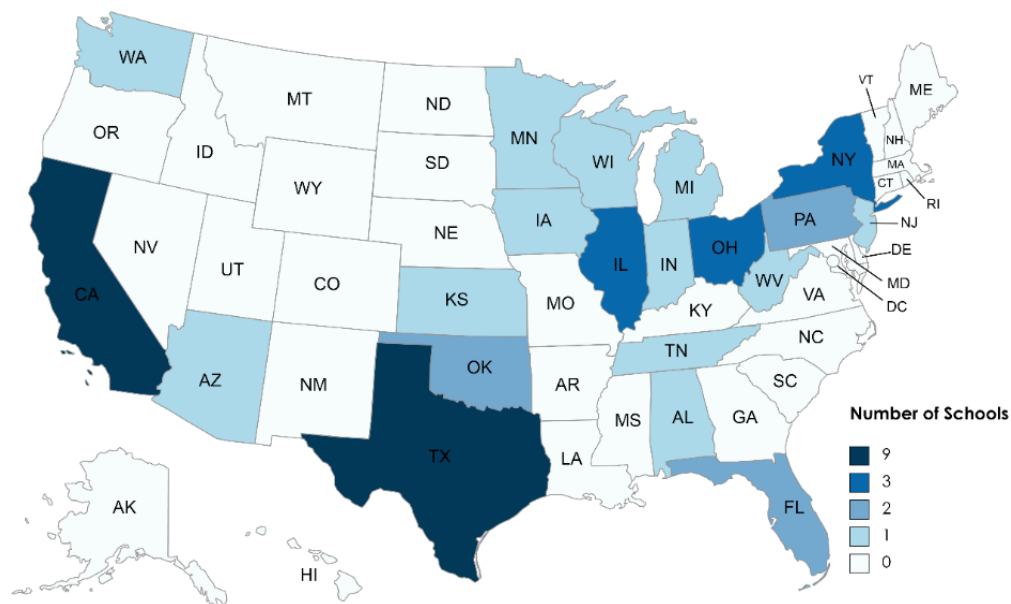 WA
MT
ND
MN
VT
ME
OR
ID
SD
WI
MI
NY
NH
MA
CT
RI
WY
IA
PA
NJ
NE
NV
UT
CO
IL
IN
OH
DE
CA
KS
MO
WV
VA
MD
DC
KY
AZ
NM
OK
TN
NC
AR
SC
MS
AL
GA
TX
LA
FL
AK
HI
Number of Schools
9
3
2
1
0